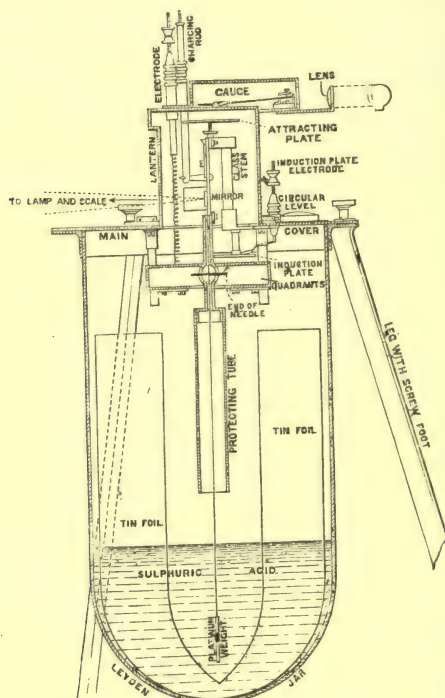 ELECTRODE
CHARGING
ROD
GAUGE
LENS
ATTRACTING
PLATE
LANTERN
GLASS
STEM
INDUCTION PLATE
ELECTRODE
TO LAMP AND SCALE
MIRROR
CIRCULAR
LEVEL
MAIN
COVER
INDUCTION
PLATE
QUADRANTS
END OF
NEEDLE
PROTECTING TUBE
LEG WITH SCREW FOOT
TIN FOIL
TIN FOIL
SULPHURIC
ACID.
PLATINUM
WEIGHT
LEYDEN
JAR